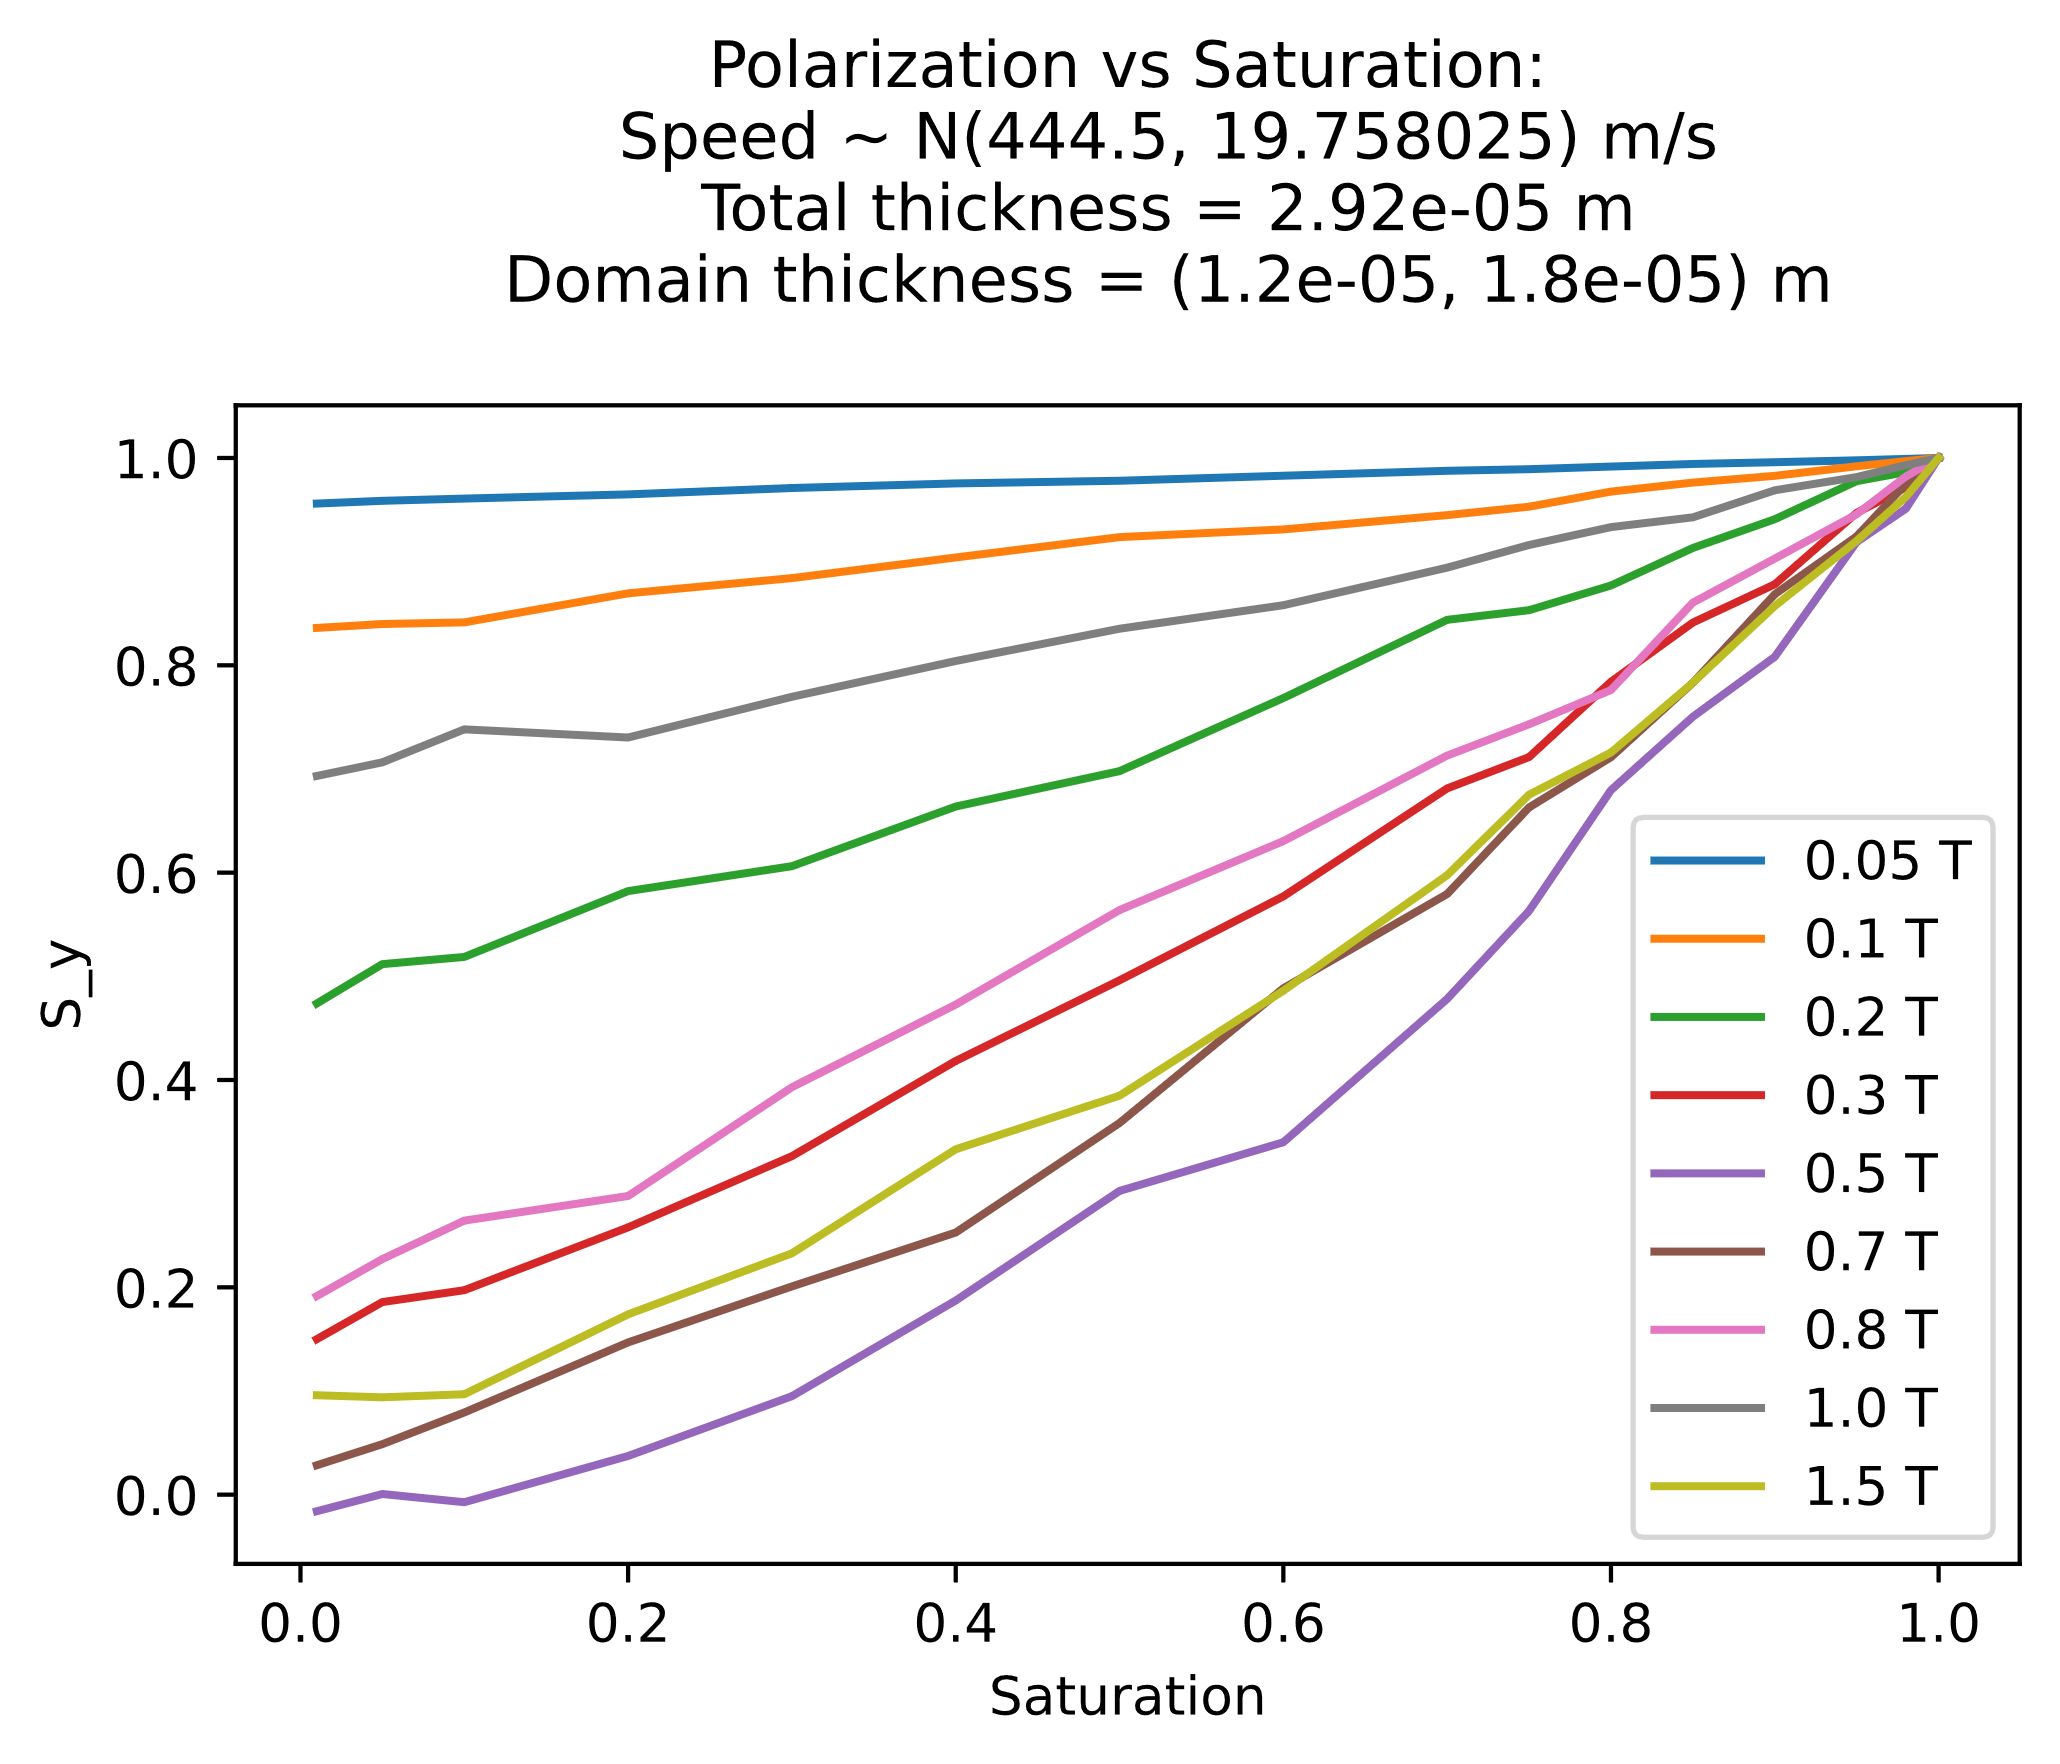 Polarization vs Saturation:
Speed ~ N(444.5, 19.758025) m/s
Total thickness = 2.92e-05 m
Domain thickness = (1.2e-05, 1.8e-05) m
1.0
0.8
0.6
0.4
0.2
0.0
S_y
0.05 T
0.1 T
0.2 T
0.3 T
0.5 T
0.7 T
0.8 T
1.0 T
1.5 T
0.0 0.2 0.4 0.6 0.8 1.0
Saturation